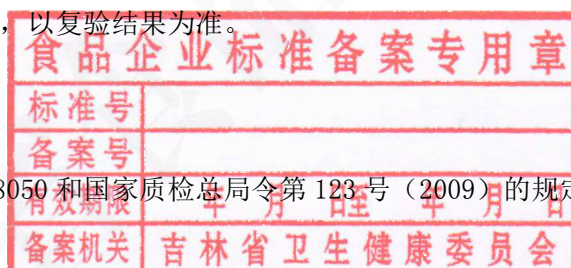 ，以复验结果为准。
食品企业标准备案专用章
标准号
备案号
8050 和国家质检总局令第 123 号（2009）的规定
有效期限 年 月 日至 年 月 日
备案机关 吉林省卫生健康委员会